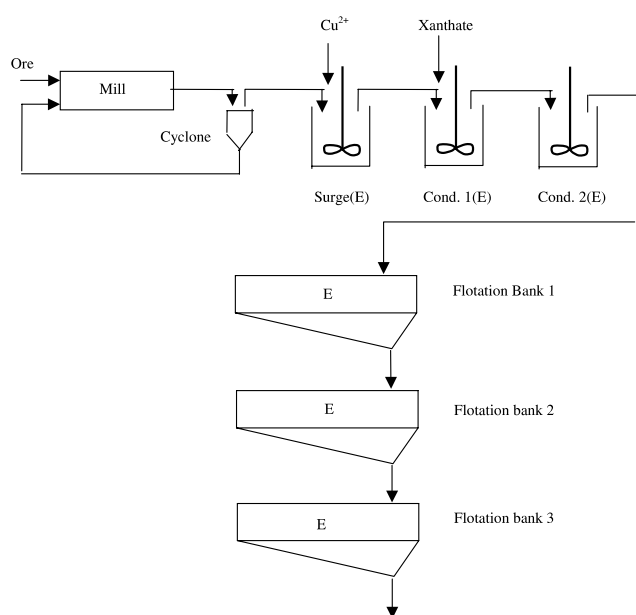 Cu2+
Xanthate
Ore
Mill
Cyclone
Surge(E)
Cond. 1(E)
Cond. 2(E)
E
Flotation Bank 1
E
Flotation bank 2
E
Flotation bank 3